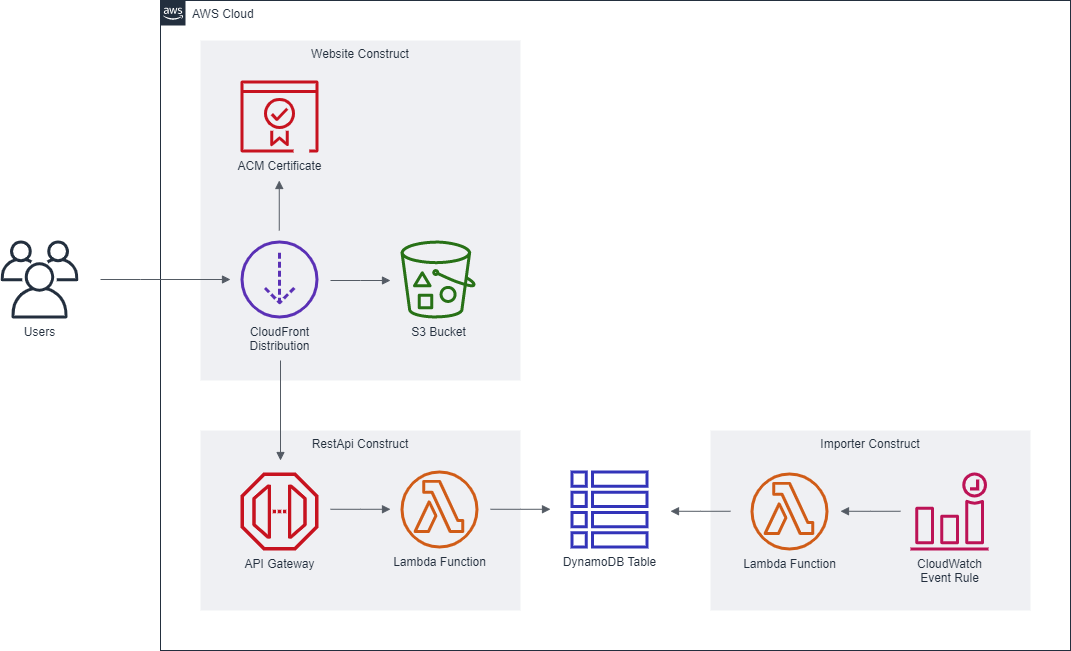 aws
AWS Cloud
Website Construct
ACM Certificate
Users
CloudFront
Distribution
S3 Bucket
RestApi Construct
API Gateway
Lambda Function
DynamoDB Table
Importer Construct
Lambda Function
CloudWatch
Event Rule